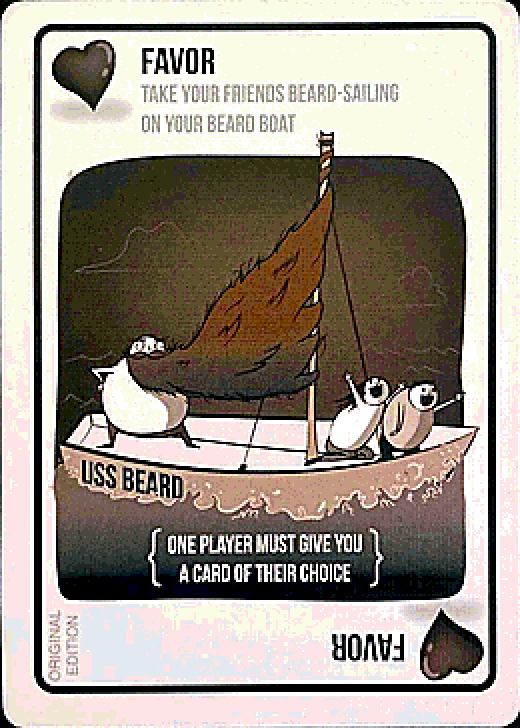 FAVOR
TAKE YOUR FRIENDS BEARD-SAILING
ON YOUR BEARD BOAT
USS BEARD
ONE PLAYER MUST GIVE YOU
A CARD OF THEIR CHOICE
ORIGINAL
EDITION
FAVOR